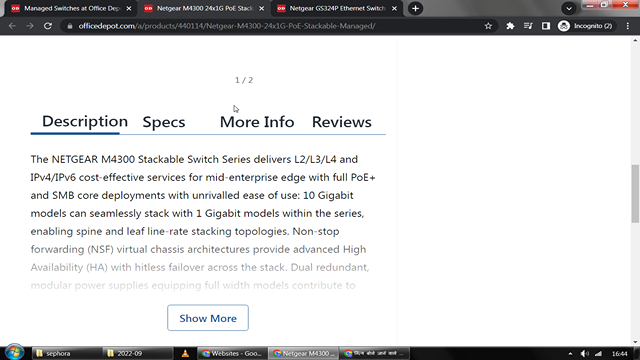 Managed Switches at Office Dep
Netgear M4300 24x1G PoE Stack
Netgear GS324P Ethernet Switch
officedepot.com/a/products/440114/Netgear-M4300-24x1G-PoE-Stackable-Managed/
Incognito (2)
1 / 2
Description Specs More Info Reviews
The NETGEAR M4300 Stackable Switch Series delivers L2/L3/L4 and
IPv4/IPv6 cost-effective services for mid-enterprise edge with full PoE+
and SMB core deployments with unrivalled ease of use: 10 Gigabit
models can seamlessly stack with 1 Gigabit models within the series,
enabling spine and leaf line-rate stacking topologies. Non-stop
forwarding (NSF) virtual chassis architectures provide advanced High
Availability (HA) with hitless failover across the stack. Dual redundant,
modular power supplies equipping full width models contribute to
Show More
sephora
2022-09
Websites - Goo...
Netgear M4300 ...
16:44